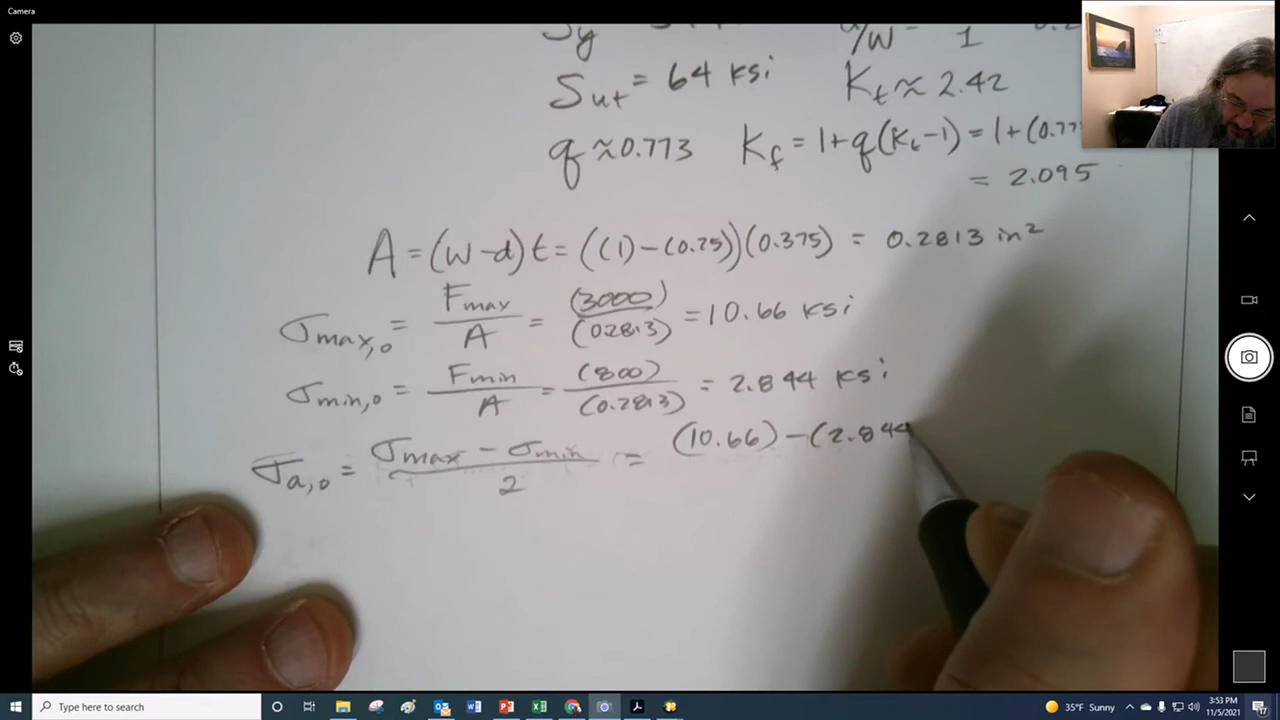 Camera
Sy
a/W = 1
Sut = 64 ksi
Kt ≈ 2.42
q ≈ 0.773 Kf = 1+q(Kt-1) = 1+(0.77
= 2.095
A = (W-d)t = ((1)-(0.25))(0.375) = 0.2813 in²
σmax,o = Fmax / A = (3000) / (0.2813) = 10.66 ksi
σmin,o = Fmin / A = (800) / (0.2813) = 2.844 ksi
σa,o = σmax - σmin / 2 = (10.66) - (2.844
Type here to search
35°F Sunny
3:53 PM
11/5/2021
17